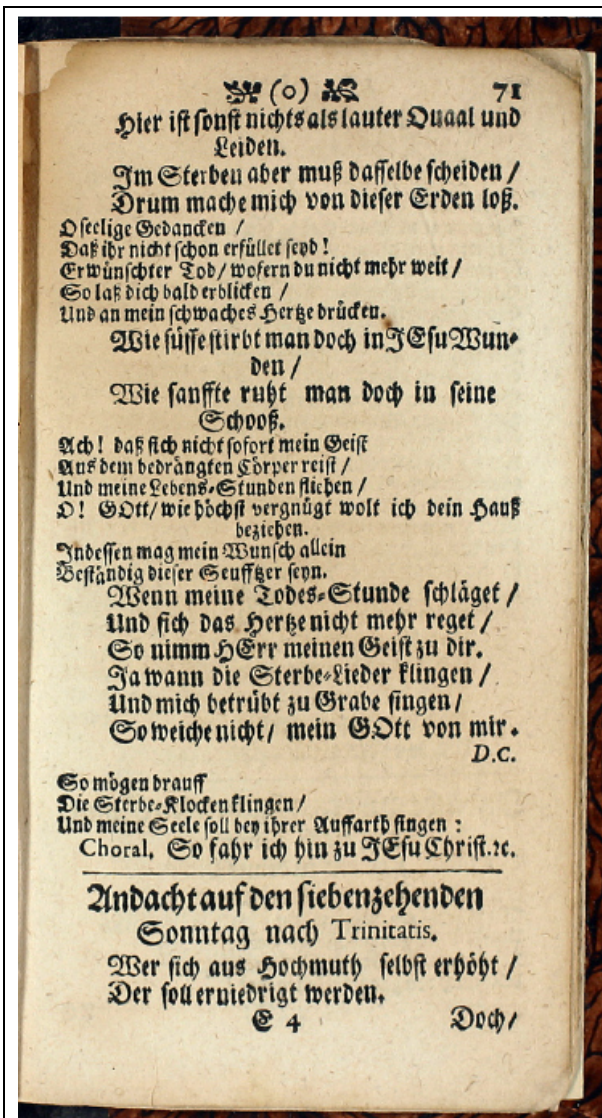 (o) 71
Hier ist sonst nichts als lauter Quaal und
Leiden.
Im Sterben aber muß dasselbe scheiden /
Drum mache mich von dieser Erden loß.
O seelige Gedancken /
Daß ihr nicht schon erfüllet seyd!
Erwünschter Tod / wofern du nicht mehr weit /
So laß dich bald erblicken /
Und an mein schwaches Hertze drücken.
Wie süsse stirbt man doch in JEsu Wun-
den /
Wie sanffte ruht man doch in seine
Schooß.
Ach! daß sich nicht sofort mein Geist
Aus dem bedrängten Cörper reist /
Und meine Lebens-Stunden fliehen /
O! GOtt / wie höchst vergnügt wolt ich dein Hauß
beziehen.
Indessen mag mein Wunsch allein
Beständig dieser Seufftzer seyn.
Wenn meine Todes-Stunde schläget /
Und sich das Hertze nicht mehr reget /
So nimm HErr meinen Geist zu dir.
Ja wann die Sterbe-Lieder klingen /
Und mich betrübt zu Grabe singen /
So weiche nicht / mein GOtt von mir.
D.C.
So mögen drauff
Die Sterbe-Klocken klingen /
Und meine Seele soll bey ihrer Auffarth singen :
Choral. So fahr ich hin zu JEsu Christ. ꝛc.
Andacht auf den siebenzehenden
Sonntag nach Trinitatis.
Wer sich aus Hochmuth selbst erhöht /
Der soll erniedrigt werden.
E 4 Doch /